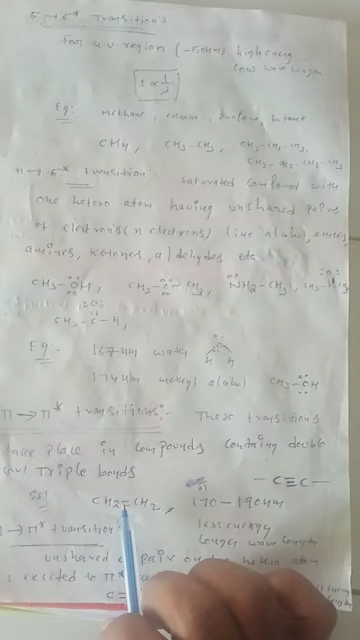 σ → σ* Transition's
For u.v. region (~150nm) high energy
low wave length
E ∝ 1/λ
Eg: methane, ethane, propane, butane
CH4, CH3-CH3, CH3-CH2-CH3,
CH3-CH2-CH2-CH3
n → σ* transition: saturated compound with
one hetero atom having unshared pairs
of electron's (n electrons) like alcohol, ethers,
amines, ketones, aldehydes etc
CH3-OH, CH3-O-CH3, NH2-CH3,
CH3-C-H,
Eg:- 167nm water H O H
174nm methyl alcohol CH3-OH
Π → Π* transitions:- These transition's
take place in compounds containg double
and Triple bonds
Eg: CH2=CH2, 170-190nm -C≡C-
→ Π* transition: less energy
longer wave length
unshared pair on hetero atom
is excited to Π*